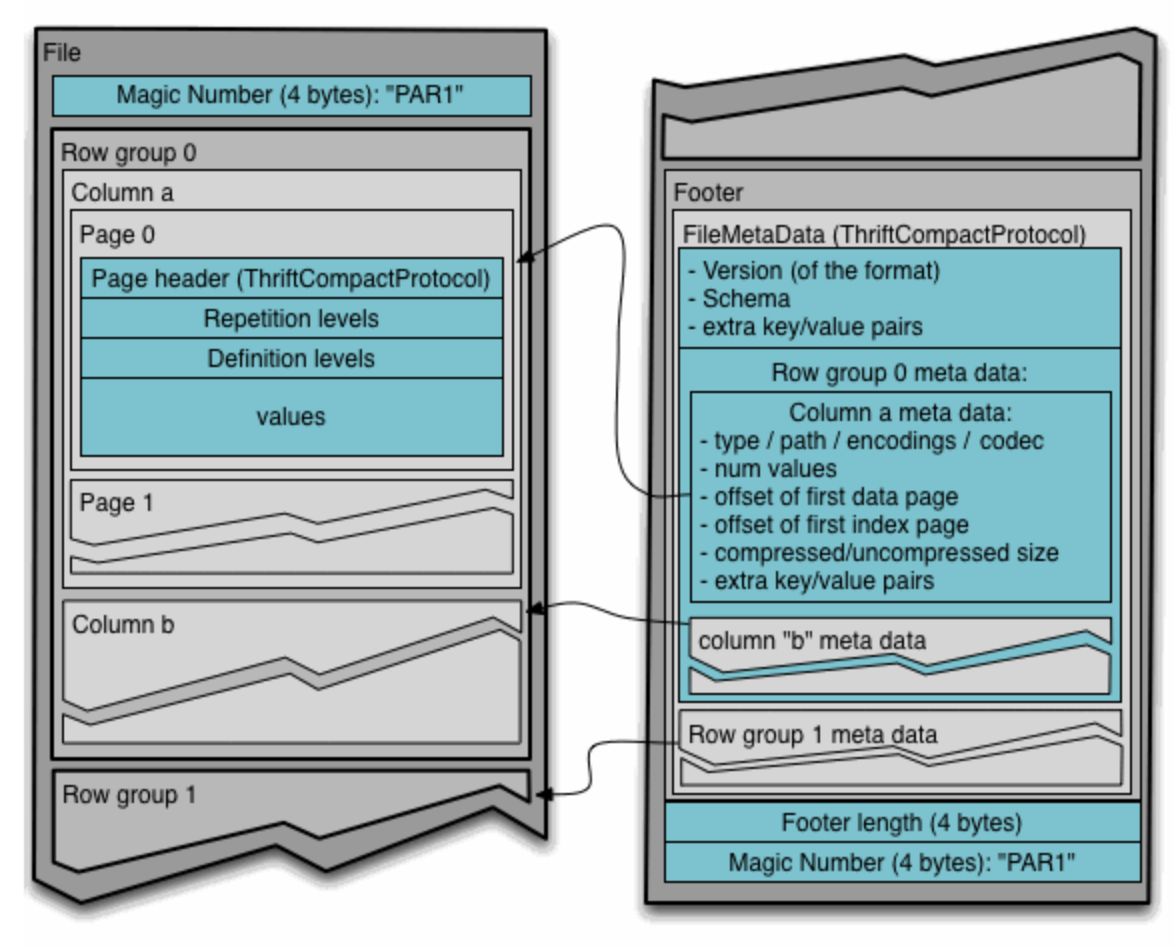 File
Magic Number (4 bytes): "PAR1"
Row group 0
Column a
Page 0
Page header (ThriftCompactProtocol)
Repetition levels
Definition levels
values
Page 1
Column b
Row group 1
Footer
FileMetaData (ThriftCompactProtocol)
- Version (of the format)
- Schema
- extra key/value pairs
Row group 0 meta data:
Column a meta data:
- type / path / encodings / codec
- num values
- offset of first data page
- offset of first index page
- compressed/uncompressed size
- extra key/value pairs
column "b" meta data
Row group 1 meta data
Footer length (4 bytes)
Magic Number (4 bytes): "PAR1"